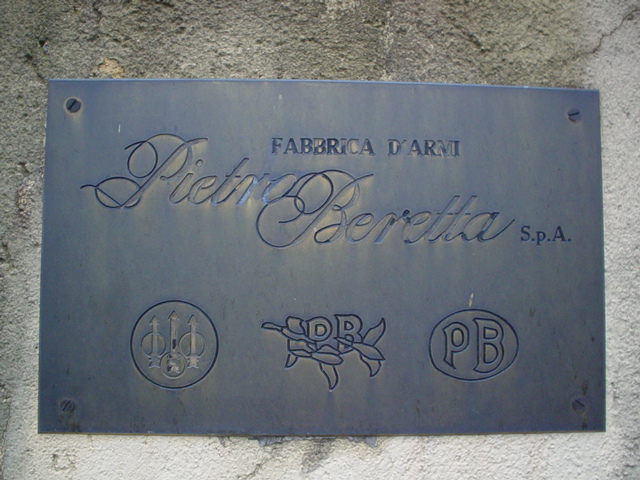 FABBRICA D'ARMI
Pietro Beretta S.p.A.
PB
PB